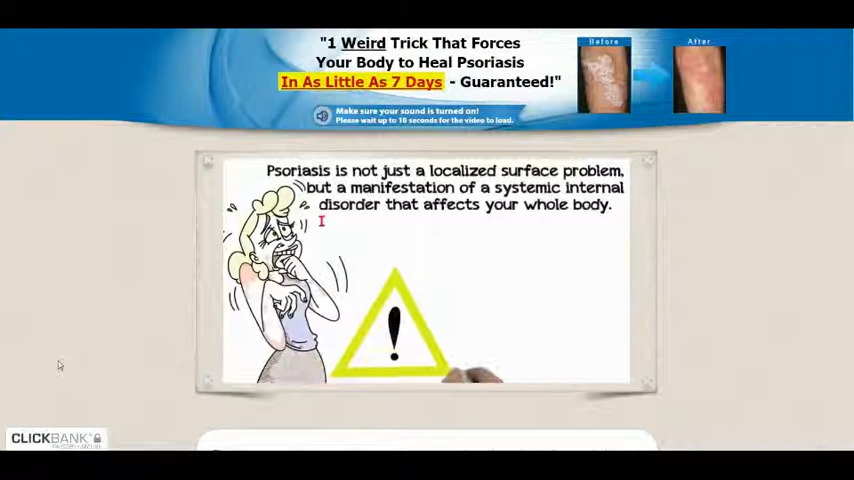 "1 Weird Trick That Forces
Your Body to Heal Psoriasis
In As Little As 7 Days - Guaranteed!"
Before
After
Make sure your sound is turned on!
Please wait up to 10 seconds for the video to load.
Psoriasis is not just a localized surface problem,
but a manifestation of a systemic internal
disorder that affects your whole body.
I
!
CLICKBANK